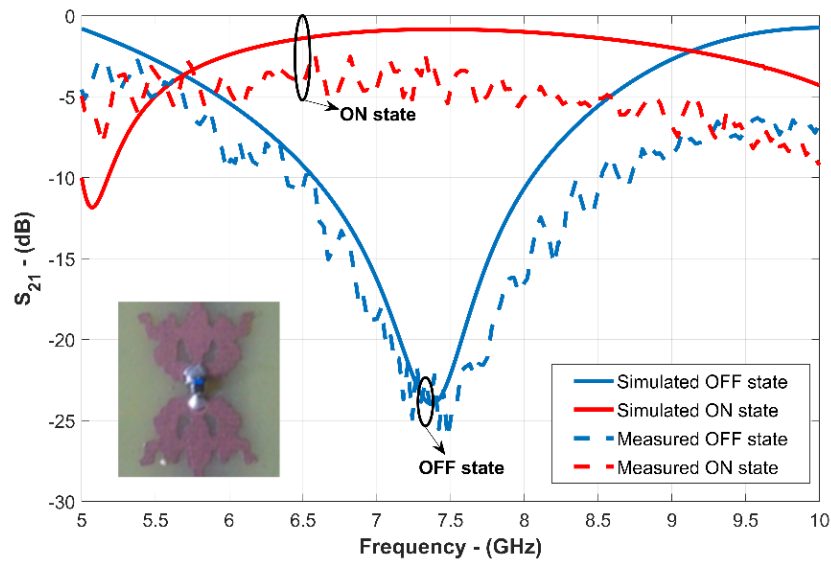 0
-5
-10
-15
-20
-25
-30
S21 - (dB)
ON state
OFF state
Simulated OFF state
Simulated ON state
Measured OFF state
Measured ON state
5 5.5 6 6.5 7 7.5 8 8.5 9 9.5 10
Frequency - (GHz)